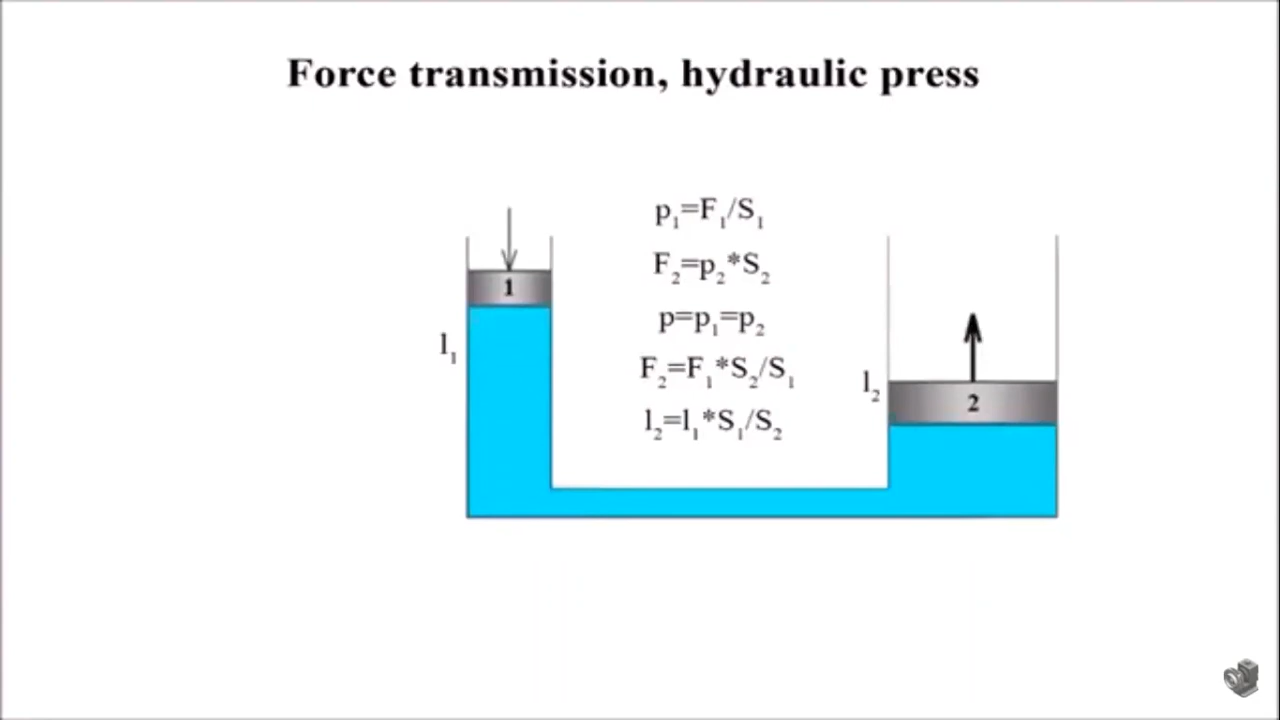 Force transmission, hydraulic press
p₁=F₁/S₁
F₂=p₂*S₂
p=p₁=p₂
F₂=F₁*S₂/S₁
l₂=l₁*S₁/S₂
1
l₁
l₂
2